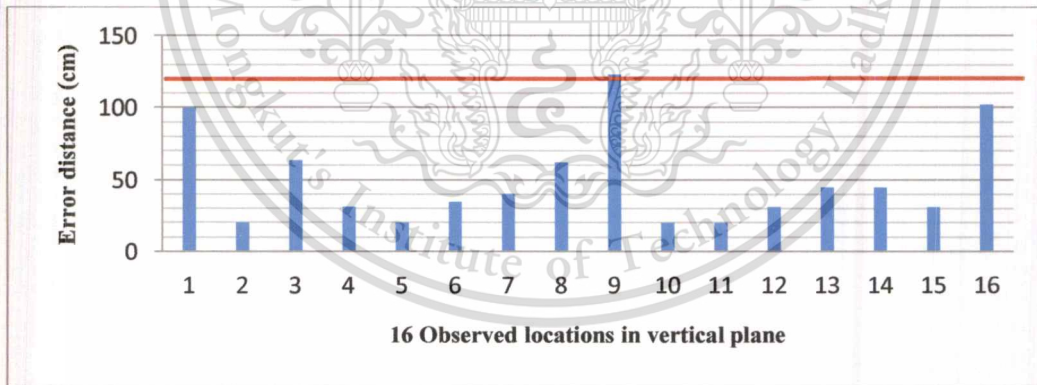 150
100
50
0
Error distance (cm)
1 2 3 4 5 6 7 8 9 10 11 12 13 14 15 16
16 Observed locations in vertical plane
Mongkut's Institute of Technology Ladk